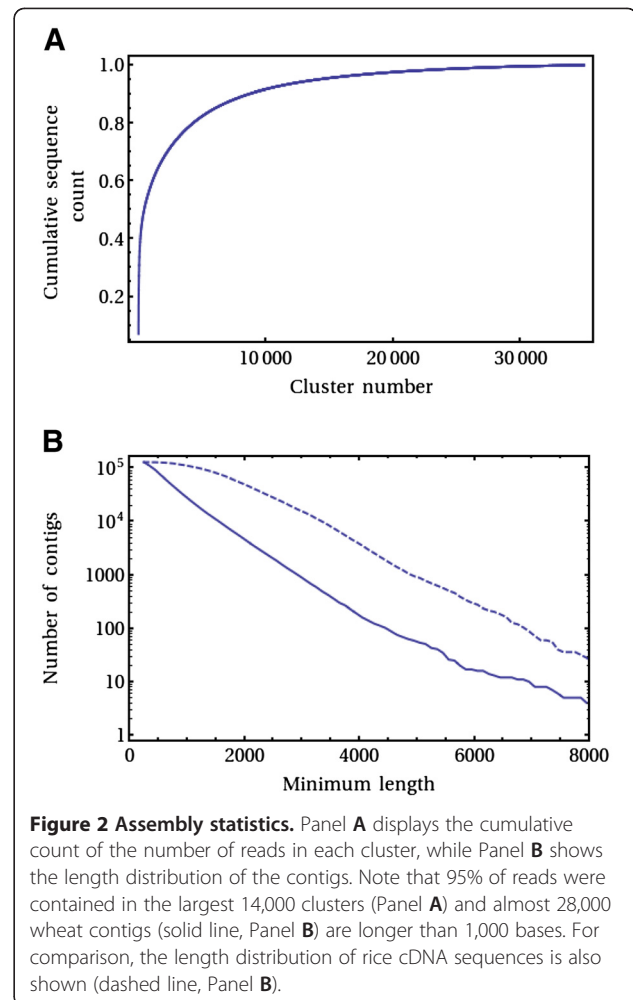 A
Cumulative sequence
count
1.0
0.8
0.6
0.4
0.2
10 000 20 000 30 000
Cluster number
B
Number of contigs
10^5
10^4
1000
100
10
1
0 2000 4000 6000 8000
Minimum length
Figure 2 Assembly statistics. Panel A displays the cumulative
count of the number of reads in each cluster, while Panel B shows
the length distribution of the contigs. Note that 95% of reads were
contained in the largest 14,000 clusters (Panel A) and almost 28,000
wheat contigs (solid line, Panel B) are longer than 1,000 bases. For
comparison, the length distribution of rice cDNA sequences is also
shown (dashed line, Panel B).